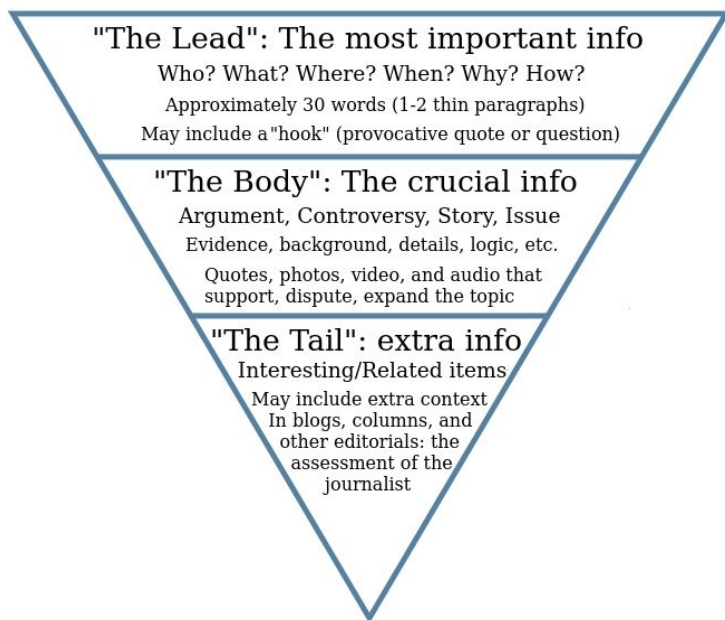 "The Lead": The most important info
Who? What? Where? When? Why? How?
Approximately 30 words (1-2 thin paragraphs)
May include a "hook" (provocative quote or question)
"The Body": The crucial info
Argument, Controversy, Story, Issue
Evidence, background, details, logic, etc.
Quotes, photos, video, and audio that
support, dispute, expand the topic
"The Tail": extra info
Interesting/Related items
May include extra context
In blogs, columns, and
other editorials: the
assessment of the
journalist